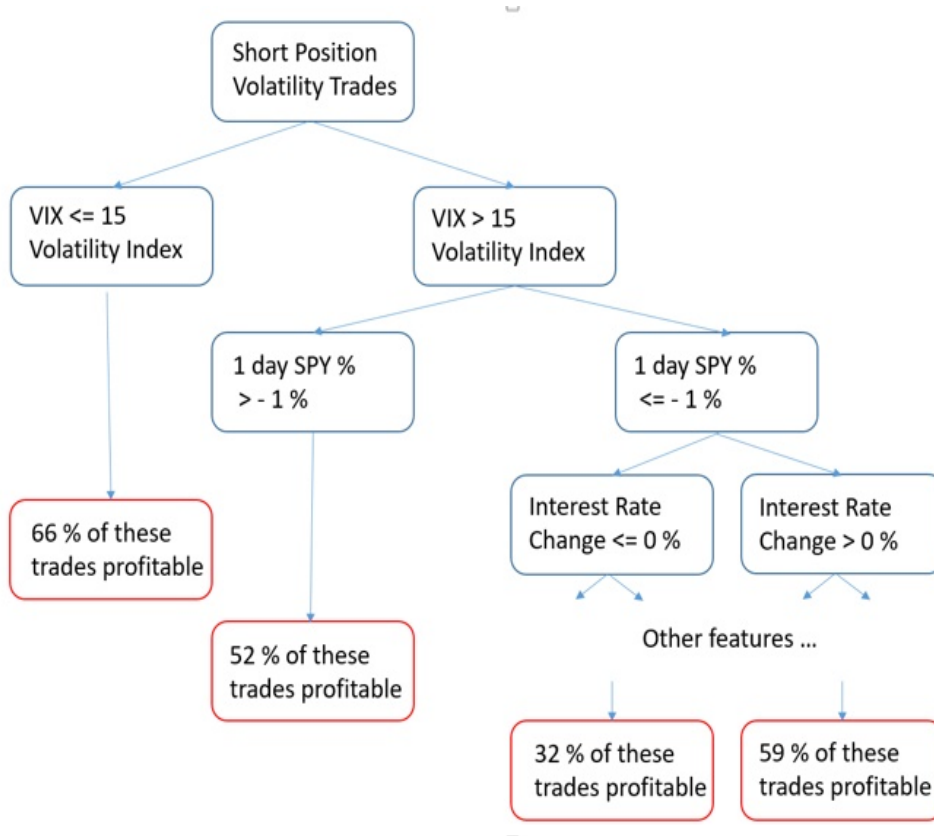 Short Position
Volatility Trades
VIX <= 15
Volatility Index
VIX > 15
Volatility Index
1 day SPY %
> - 1 %
1 day SPY %
<= - 1 %
Interest Rate
Change <= 0 %
Interest Rate
Change > 0 %
66 % of these
trades profitable
Other features ...
52 % of these
trades profitable
32 % of these
trades profitable
59 % of these
trades profitable